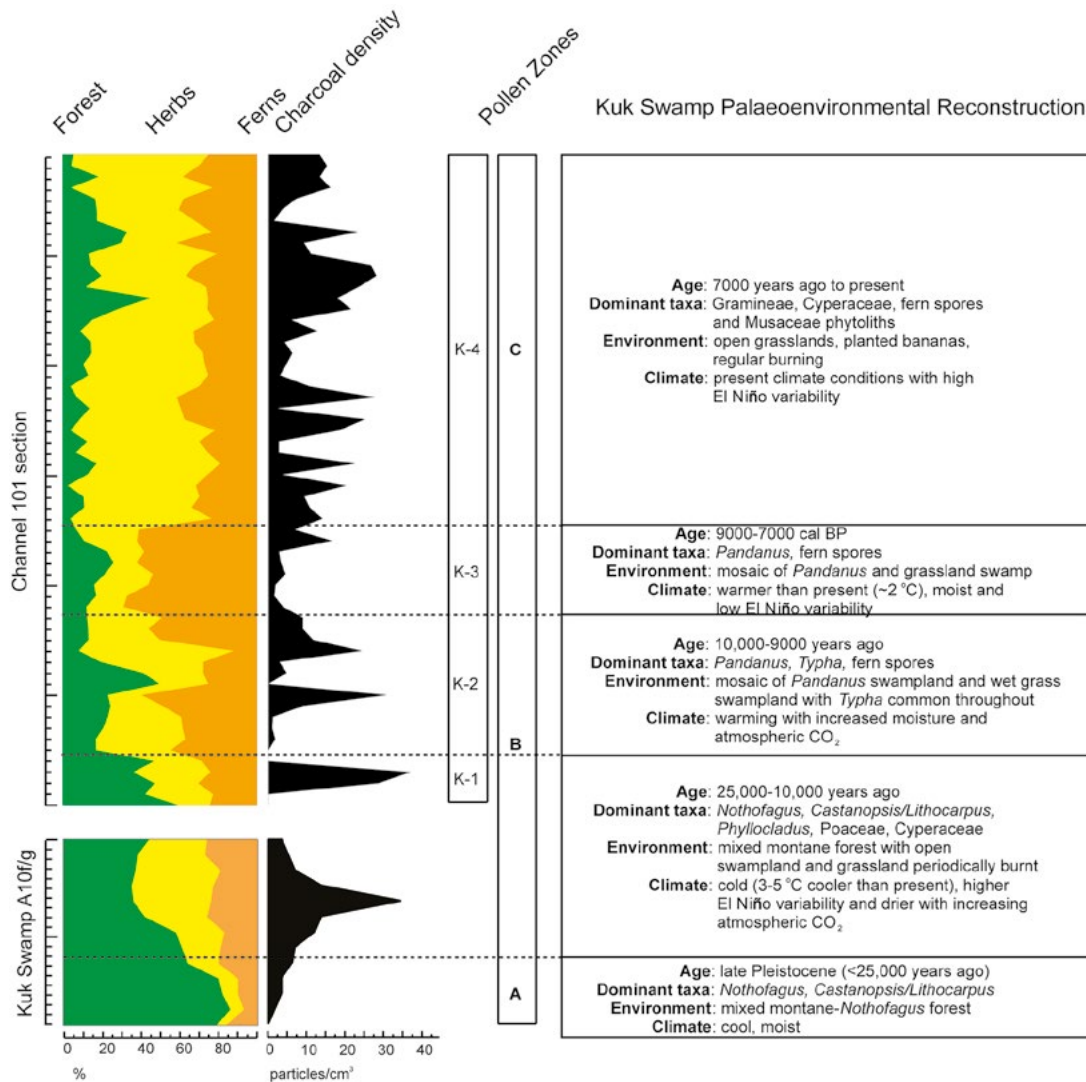 Forest
Herbs
Ferns
Charcoal density
Pollen Zones
Kuk Swamp Palaeoenvironmental Reconstruction
Channel 101 section
K-4
C
Age: 7000 years ago to present
Dominant taxa: Gramineae, Cyperaceae, fern spores
and Musaceae phytoliths
Environment: open grasslands, planted bananas,
regular burning
Climate: present climate conditions with high
El Niño variability
K-3
Age: 9000-7000 cal BP
Dominant taxa: Pandanus, fern spores
Environment: mosaic of Pandanus and grassland swamp
Climate: warmer than present (~2 °C), moist and
low El Niño variability
K-2
B
Age: 10,000-9000 years ago
Dominant taxa: Pandanus, Typha, fern spores
Environment: mosaic of Pandanus swampland and wet grass
swampland with Typha common throughout
Climate: warming with increased moisture and
atmospheric CO₂
K-1
Age: 25,000-10,000 years ago
Dominant taxa: Nothofagus, Castanopsis/Lithocarpus,
Phyllocladus, Poaceae, Cyperaceae
Environment: mixed montane forest with open
swampland and grassland periodically burnt
Climate: cold (3-5 °C cooler than present), higher
El Niño variability and drier with increasing
atmospheric CO₂
Kuk Swamp A10f/g
A
Age: late Pleistocene (<25,000 years ago)
Dominant taxa: Nothofagus, Castanopsis/Lithocarpus
Environment: mixed montane-Nothofagus forest
Climate: cool, moist
0 20 40 60 80
0 10 20 30 40
%
particles/cm³